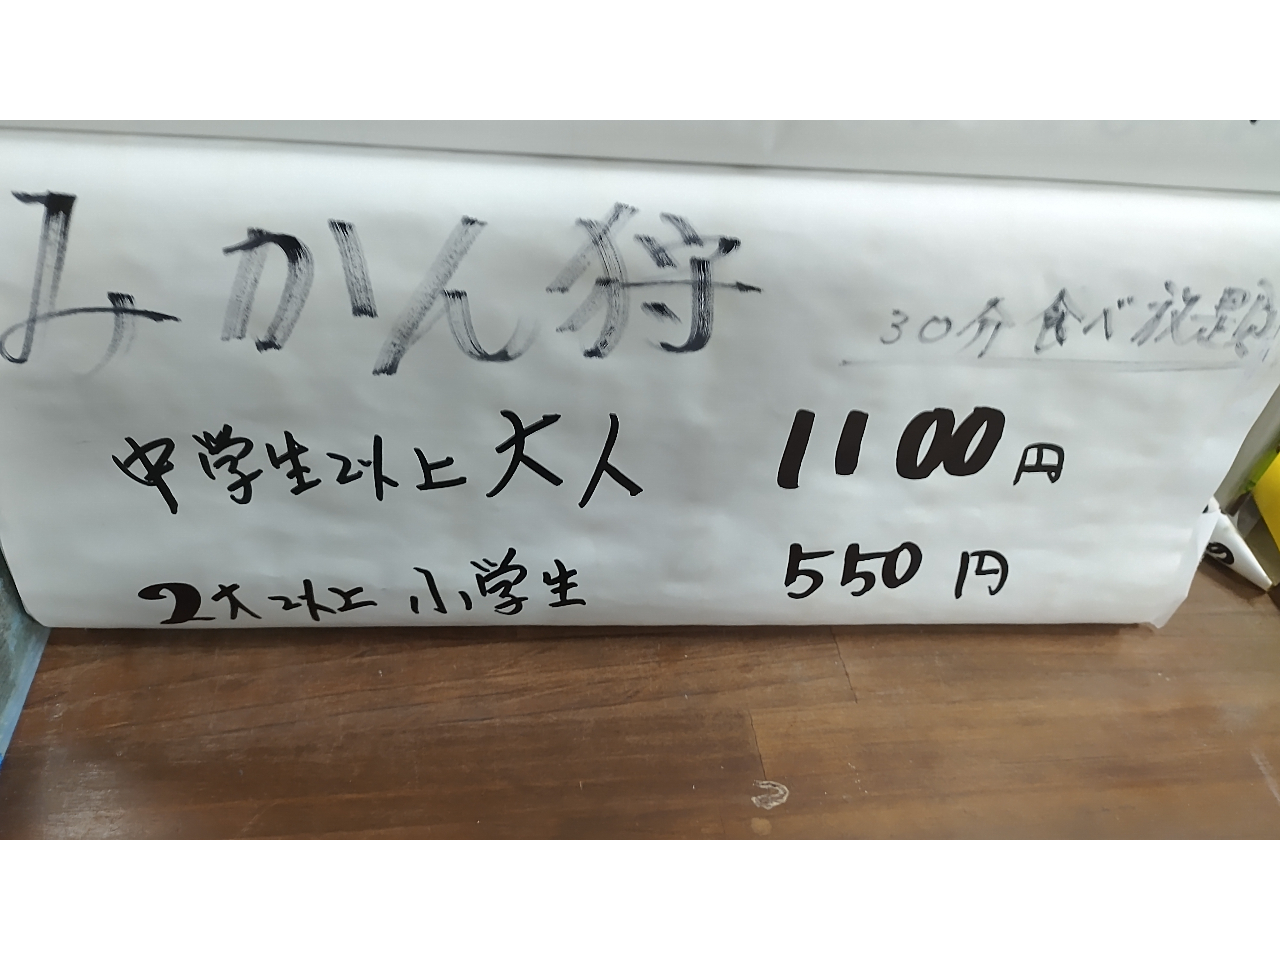 みかん狩
30分食べ放題
中学生以上大人 1100円
2才以上小学生 550円